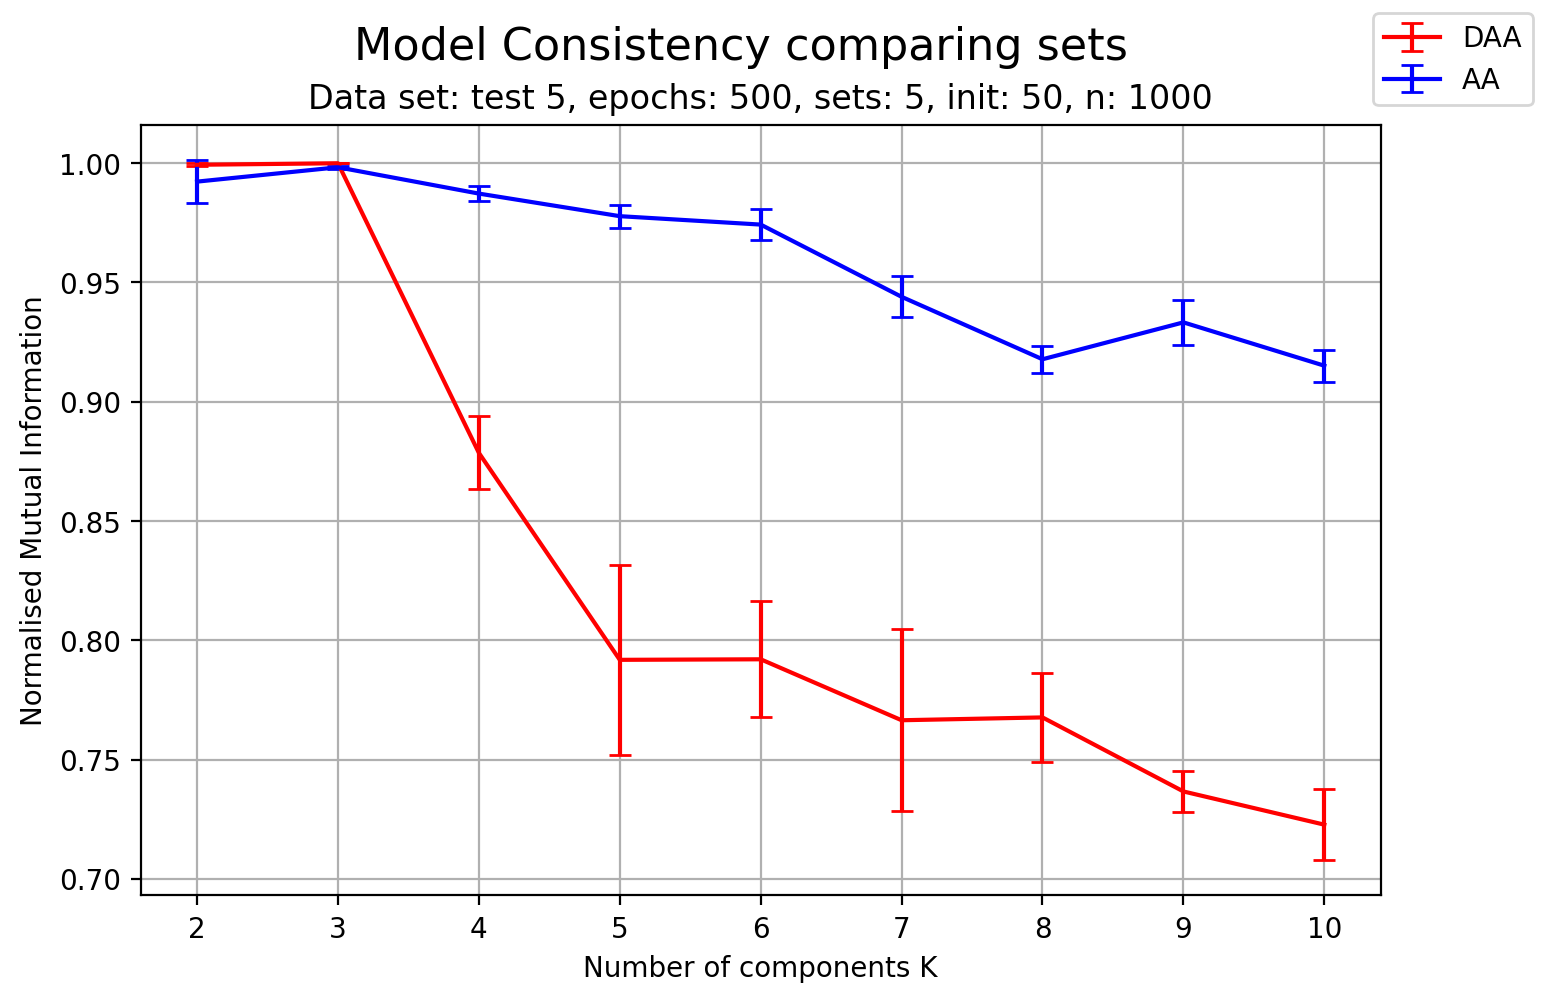 Model Consistency comparing sets
Data set: test 5, epochs: 500, sets: 5, init: 50, n: 1000
DAA
AA
Normalised Mutual Information
1.00
0.95
0.90
0.85
0.80
0.75
0.70
2 3 4 5 6 7 8 9 10
Number of components K